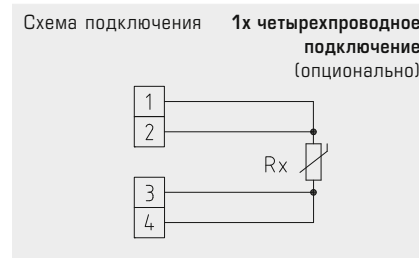 Схема подключения 1x четырехпроводное
подключение
(опционально)
1
2
Rx
3
4